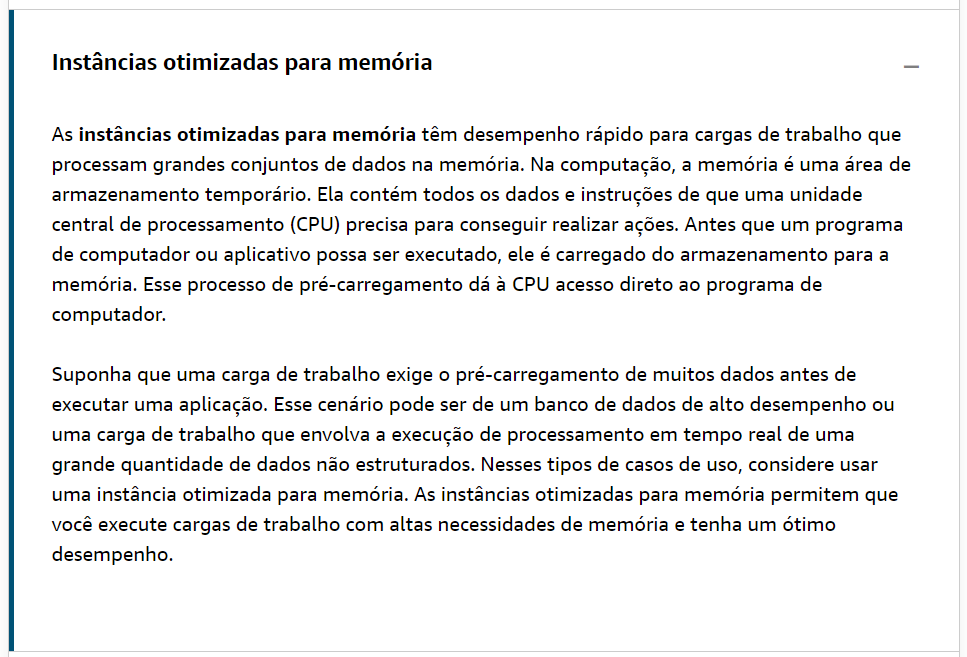 Instâncias otimizadas para memória
As instâncias otimizadas para memória têm desempenho rápido para cargas de trabalho que
processam grandes conjuntos de dados na memória. Na computação, a memória é uma área de
armazenamento temporário. Ela contém todos os dados e instruções de que uma unidade
central de processamento (CPU) precisa para conseguir realizar ações. Antes que um programa
de computador ou aplicativo possa ser executado, ele é carregado do armazenamento para a
memória. Esse processo de pré-carregamento dá à CPU acesso direto ao programa de
computador.
Suponha que uma carga de trabalho exige o pré-carregamento de muitos dados antes de
executar uma aplicação. Esse cenário pode ser de um banco de dados de alto desempenho ou
uma carga de trabalho que envolva a execução de processamento em tempo real de uma
grande quantidade de dados não estruturados. Nesses tipos de casos de uso, considere usar
uma instância otimizada para memória. As instâncias otimizadas para memória permitem que
você execute cargas de trabalho com altas necessidades de memória e tenha um ótimo
desempenho.